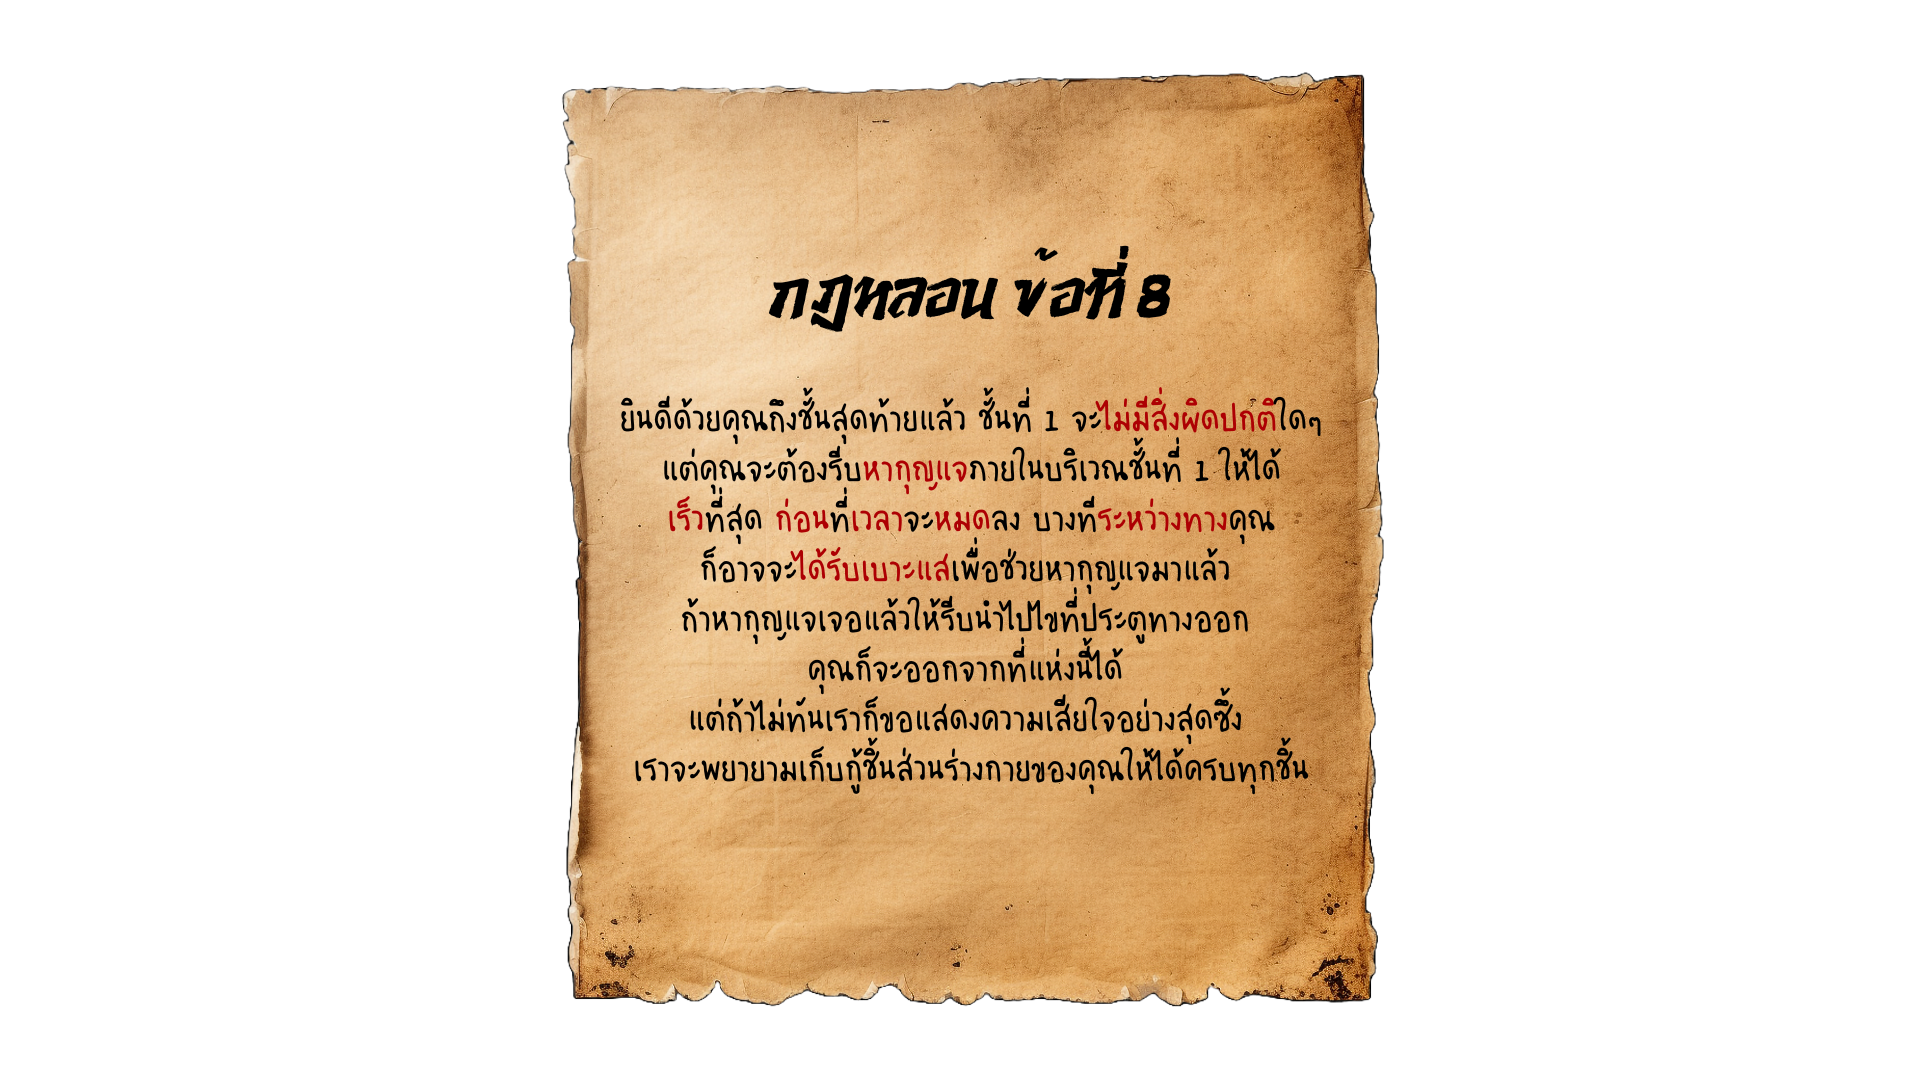 กฎหลอน ข้อที่ 8
ยินดีด้วยคุณถึงชั้นสุดท้ายแล้ว ชั้นที่ 1 จะไม่มีสิ่งผิดปกติใดๆ
แต่คุณจะต้องรีบหากุญแจภายในบริเวณชั้นที่ 1 ให้ได้
เร็วที่สุด ก่อนที่เวลาจะหมดลง บางทีระหว่างทางคุณ
ก็อาจจะได้รับเบาะแสเพื่อช่วยหากุญแจมาแล้ว
ถ้าหากุญแจเจอแล้วให้รีบนำไปไขที่ประตูทางออก
คุณก็จะออกจากที่แห่งนี้ได้
แต่ถ้าไม่ทันเราก็ขอแสดงความเสียใจอย่างสุดซึ้ง
เราจะพยายามเก็บกู้ชิ้นส่วนร่างกายของคุณให้ได้ครบทุกชิ้น